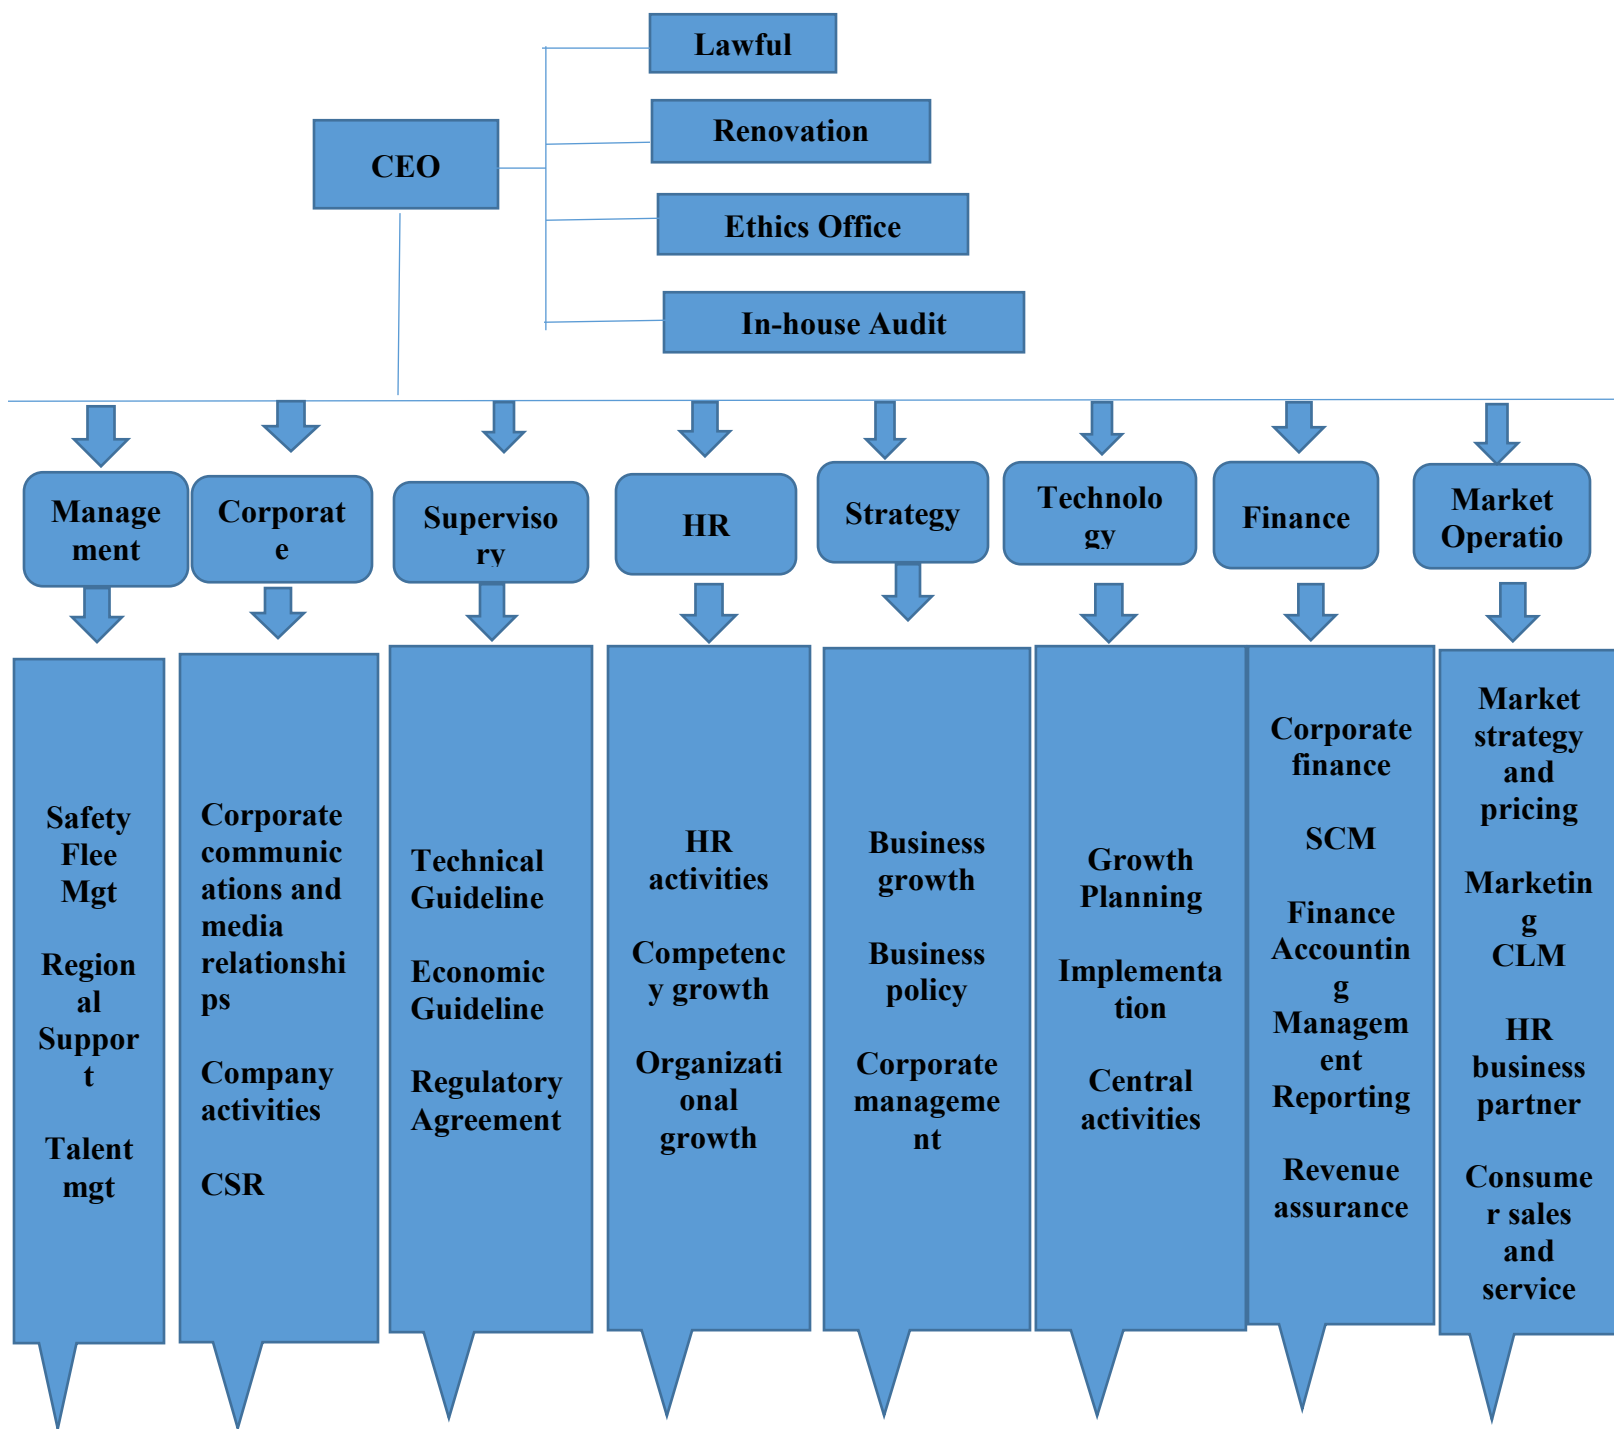 Lawful
Renovation
CEO
Ethics Office
In-house Audit
Manage
ment
Corporat
e
Superviso
ry
HR
Strategy
Technolo
gy
Finance
Market
Operatio
Safety
Flee
Mgt
Region
al
Suppor
t
Talent
mgt
Corporate
communic
ations and
media
relationshi
ps
Company
activities
CSR
Technical
Guideline
Economic
Guideline
Regulatory
Agreement
HR
activities
Competenc
y growth
Organizati
onal
growth
Business
growth
Business
policy
Corporate
manageme
nt
Growth
Planning
Implementa
tion
Central
activities
Corporate
finance
SCM
Finance
Accountin
g
Managem
ent
Reporting
Revenue
assurance
Market
strategy
and
pricing
Marketin
g
CLM
HR
business
partner
Consume
r sales
and
service